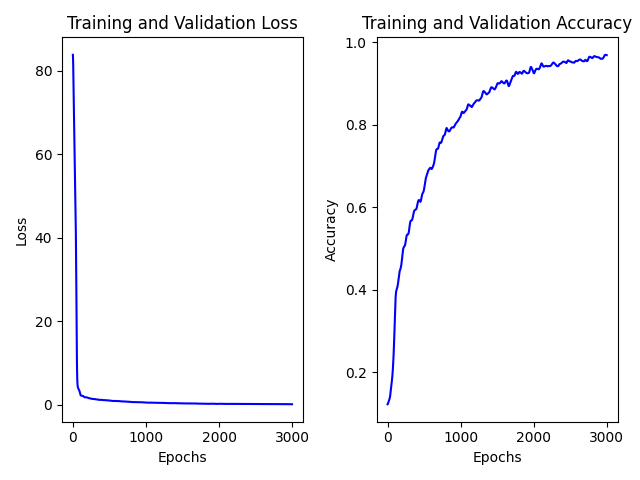 Training and Validation Loss
80
60
40
20
0
Loss
0 1000 2000 3000
Epochs
Training and Validation Accuracy
1.0
0.8
0.6
0.4
0.2
Accuracy
0 1000 2000 3000
Epochs